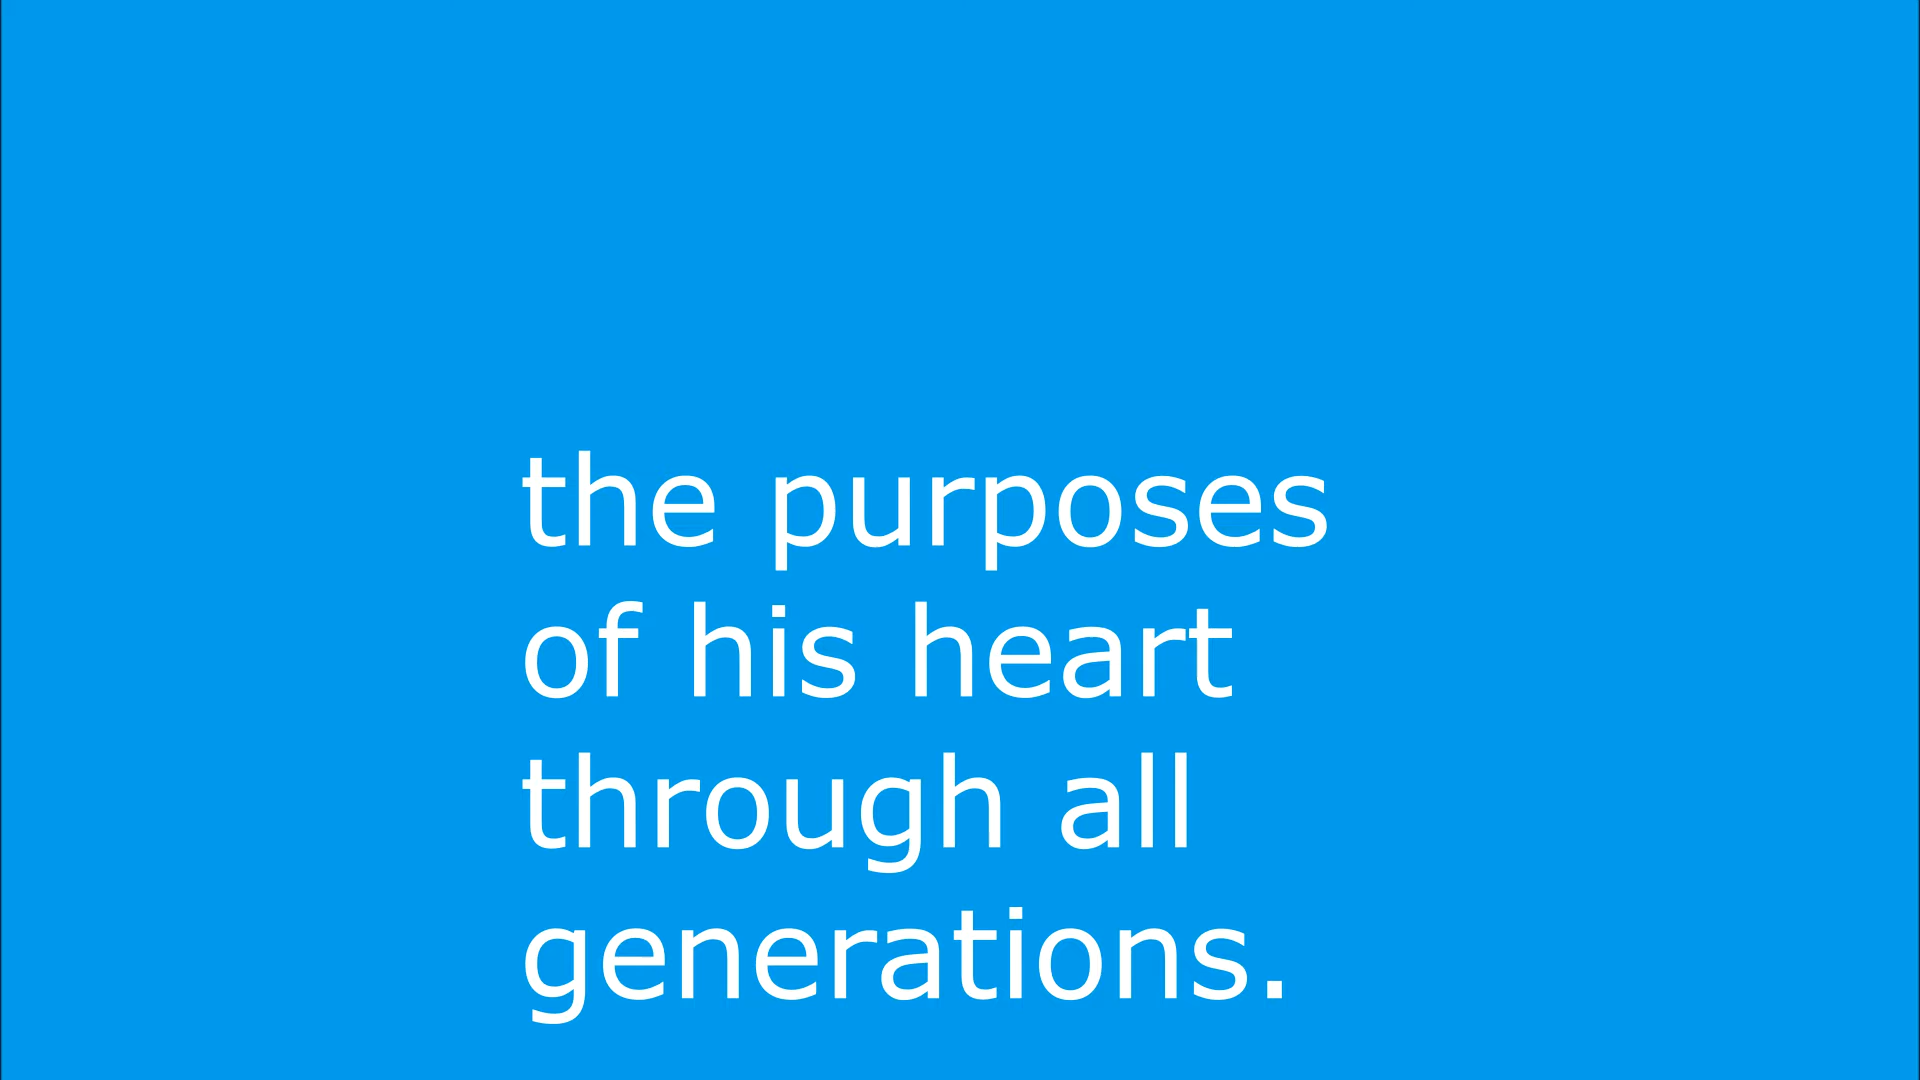 the purposes
of his heart
through all
generations.